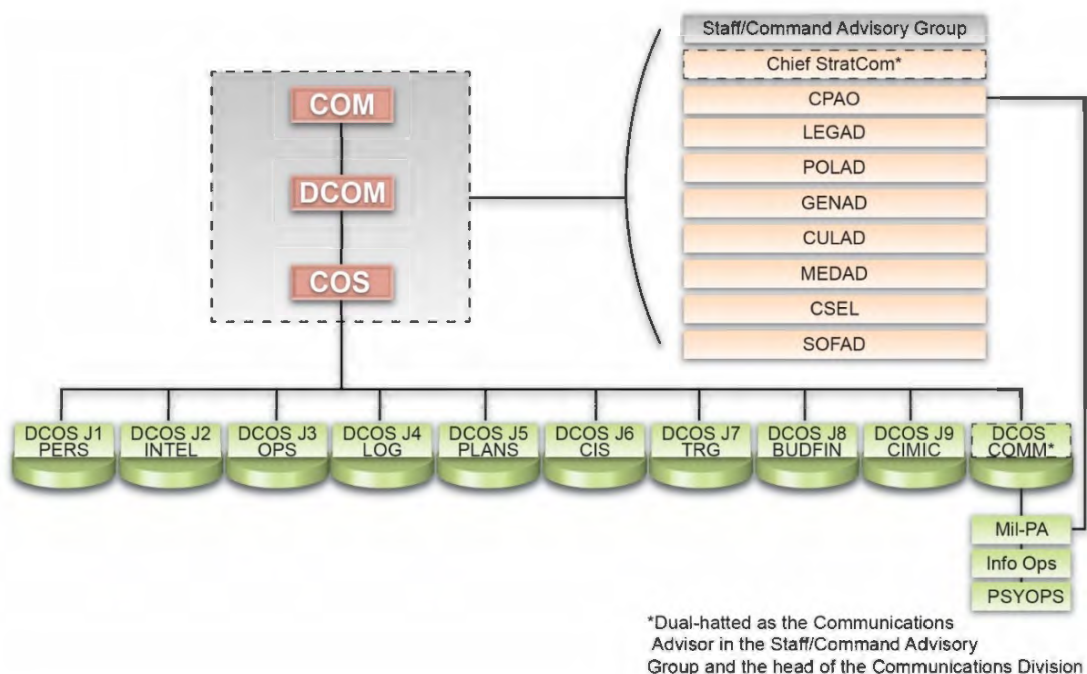 Staff/Command Advisory Group
Chief StratCom*
CPAO
LEGAD
POLAD
GENAD
CULAD
MEDAD
CSEL
SOFAD
COM
DCOM
COS
DCOS J1
PERS
DCOS J2
INTEL
DCOS J3
OPS
DCOS J4
LOG
DCOS J5
PLANS
DCOS J6
CIS
DCOS J7
TRG
DCOS J8
BUDFIN
DCOS J9
CIMIC
DCOS
COMM*
Mil-PA
Info Ops
PSYOPS
*Dual-hatted as the Communications
Advisor in the Staff/Command Advisory
Group and the head of the Communications Division